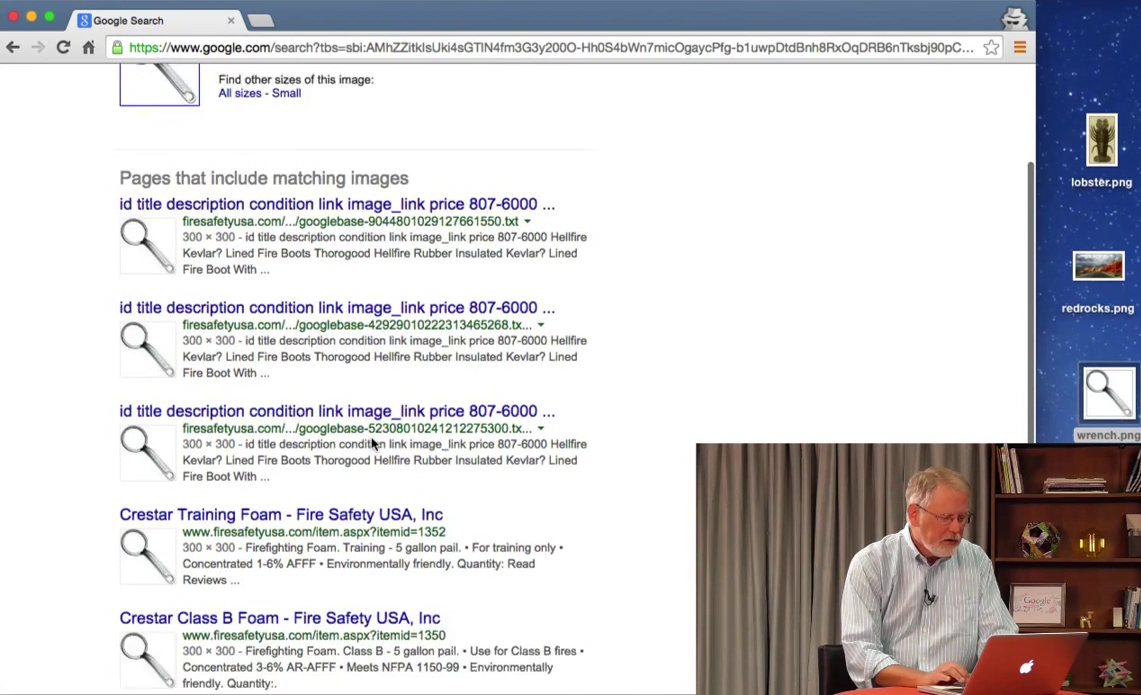 Google Search
https://www.google.com/search?tbs=sbi:AMhZZitklsUki4sGTlN4fm3G3y200O-Hh0S4bWn7micOgaycPfg-b1uwpDtdBnh8RxOqDRB6nTksbj90pC...
Find other sizes of this image:
All sizes - Small
Pages that include matching images
id title description condition link image_link price 807-6000 ...
firesafetyusa.com/.../googlebase-9044801029127661550.txt
300 × 300 - id title description condition link image_link price 807-6000 Hellfire
Kevlar? Lined Fire Boots Thorogood Hellfire Rubber Insulated Kevlar? Lined
Fire Boot With ...
id title description condition link image_link price 807-6000 ...
firesafetyusa.com/.../googlebase-42929010222313465268.tx...
300 × 300 - id title description condition link image_link price 807-6000 Hellfire
Kevlar? Lined Fire Boots Thorogood Hellfire Rubber Insulated Kevlar? Lined
Fire Boot With ...
id title description condition link image_link price 807-6000 ...
firesafetyusa.com/.../googlebase-52308010241212275300.tx...
300 × 300 - id title description condition link image_link price 807-6000 Hellfire
Kevlar? Lined Fire Boots Thorogood Hellfire Rubber Insulated Kevlar? Lined
Fire Boot With ...
Crestar Training Foam - Fire Safety USA, Inc
www.firesafetyusa.com/item.aspx?itemid=1352
300 × 300 - Firefighting Foam. Training - 5 gallon pail. • For training only •
Concentrated 1-6% AFFF • Environmentally friendly. Quantity: Read
Reviews ...
Crestar Class B Foam - Fire Safety USA, Inc
www.firesafetyusa.com/item.aspx?itemid=1350
300 × 300 - Firefighting Foam. Class B - 5 gallon pail. • Use for Class B fires •
Concentrated 3-6% AR-AFFF • Meets NFPA 1150-99 • Environmentally
friendly. Quantity:.
lobster.png
redrocks.png
wrench.png
Google